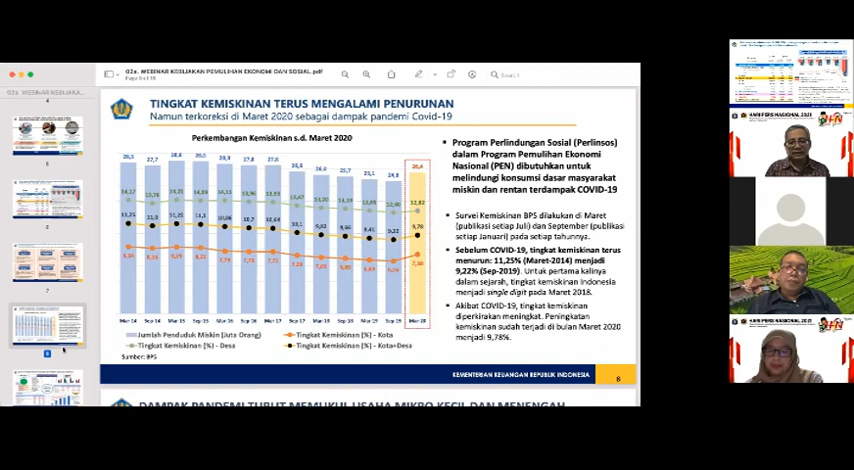 02a. WEBINAR KEBIJAKAN PEMULIHAN EKONOMI DAN SOSIAL.pdf
02a. WEBINAR KEBIJAKA...
TINGKAT KEMISKINAN TERUS MENGALAMI PENURUNAN
Namun terkoreksi di Maret 2020 sebagai dampak pandemi Covid-19
Perkembangan Kemiskinan s.d. Maret 2020
28,3 27,7 28,6 28,5 28,0 27,8 27,8 26,6 26,0 25,7 25,1 24,8 26,4
14,17 13,76 14,21 14,09 14,11 13,96 13,93 13,47 13,20 13,10 12,85 12,60 12,82
11,25 11,0 11,22 11,1 10,86 10,7 10,64 10,1 9,82 9,66 9,41 9,22 9,78
7,38
Mar-14 Sep-14 Mar-15 Sep-15 Mar-16 Sep-16 Mar-17 Sep-17 Mar-18 Sep-18 Mar-19 Sep-19 Mar-20
Jumlah Penduduk Miskin (Juta Orang)
Tingkat Kemiskinan (%) - Kota
Tingkat Kemiskinan (%) - Desa
Tingkat Kemiskinan (%) - Kota+Desa
Sumber: BPS
• Program Perlindungan Sosial (Perlinsos)
dalam Program Pemulihan Ekonomi
Nasional (PEN) dibutuhkan untuk
melindungi konsumsi dasar masyarakat
miskin dan rentan terdampak COVID-19
• Survei Kemiskinan BPS dilakukan di Maret
(publikasi setiap Juli) dan September (publikasi
setiap Januari) pada setiap tahunnya.
• Sebelum COVID-19, tingkat kemiskinan terus
menurun: 11,25% (Maret-2014) menjadi
9,22% (Sep-2019). Untuk pertama kalinya
dalam sejarah, tingkat kemiskinan Indonesia
menjadi single digit pada Maret 2018.
• Akibat COVID-19, tingkat kemiskinan
diperkirakan meningkat. Peningkatan
kemiskinan sudah terjadi di bulan Maret 2020
menjadi 9,78%.
KEMENTERIAN KEUANGAN REPUBLIK INDONESIA
8
DAMPAK PANDEMI TURUT MEMUKUL USAHA MIKRO KECIL DAN MENENGAH
HARI PERS NASIONAL 2021
HARI PERS NASIONAL 2021